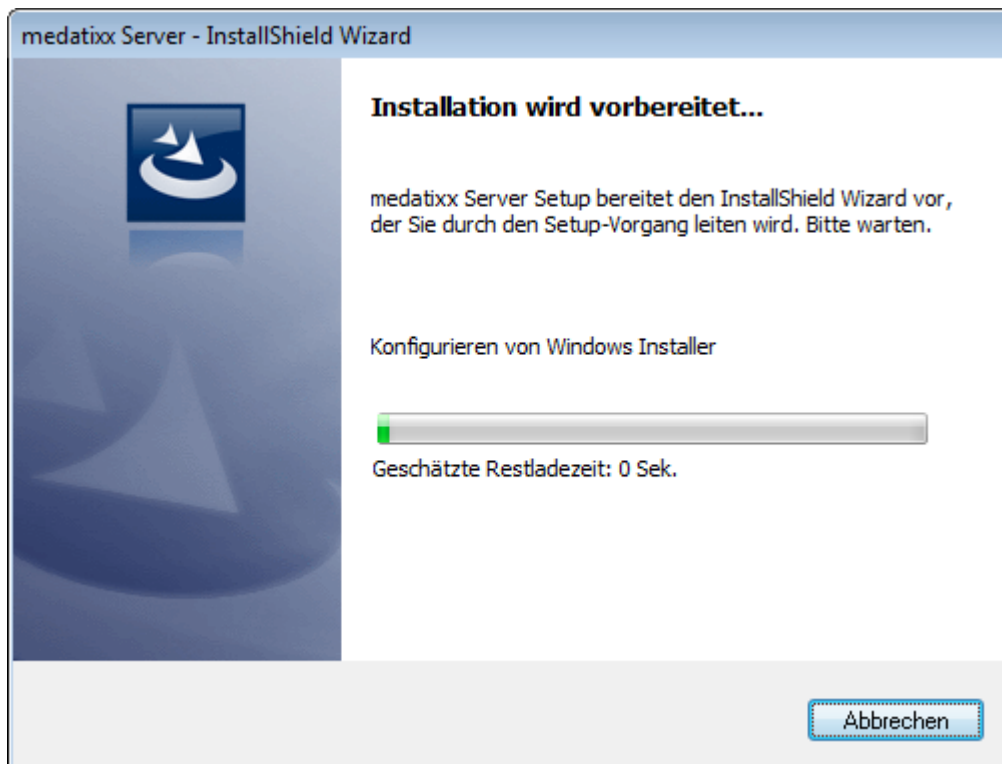 medatixx Server - InstallShield Wizard
Installation wird vorbereitet...
medatixx Server Setup bereitet den InstallShield Wizard vor,
der Sie durch den Setup-Vorgang leiten wird. Bitte warten.
Konfigurieren von Windows Installer
Geschätzte Restladezeit: 0 Sek.
Abbrechen